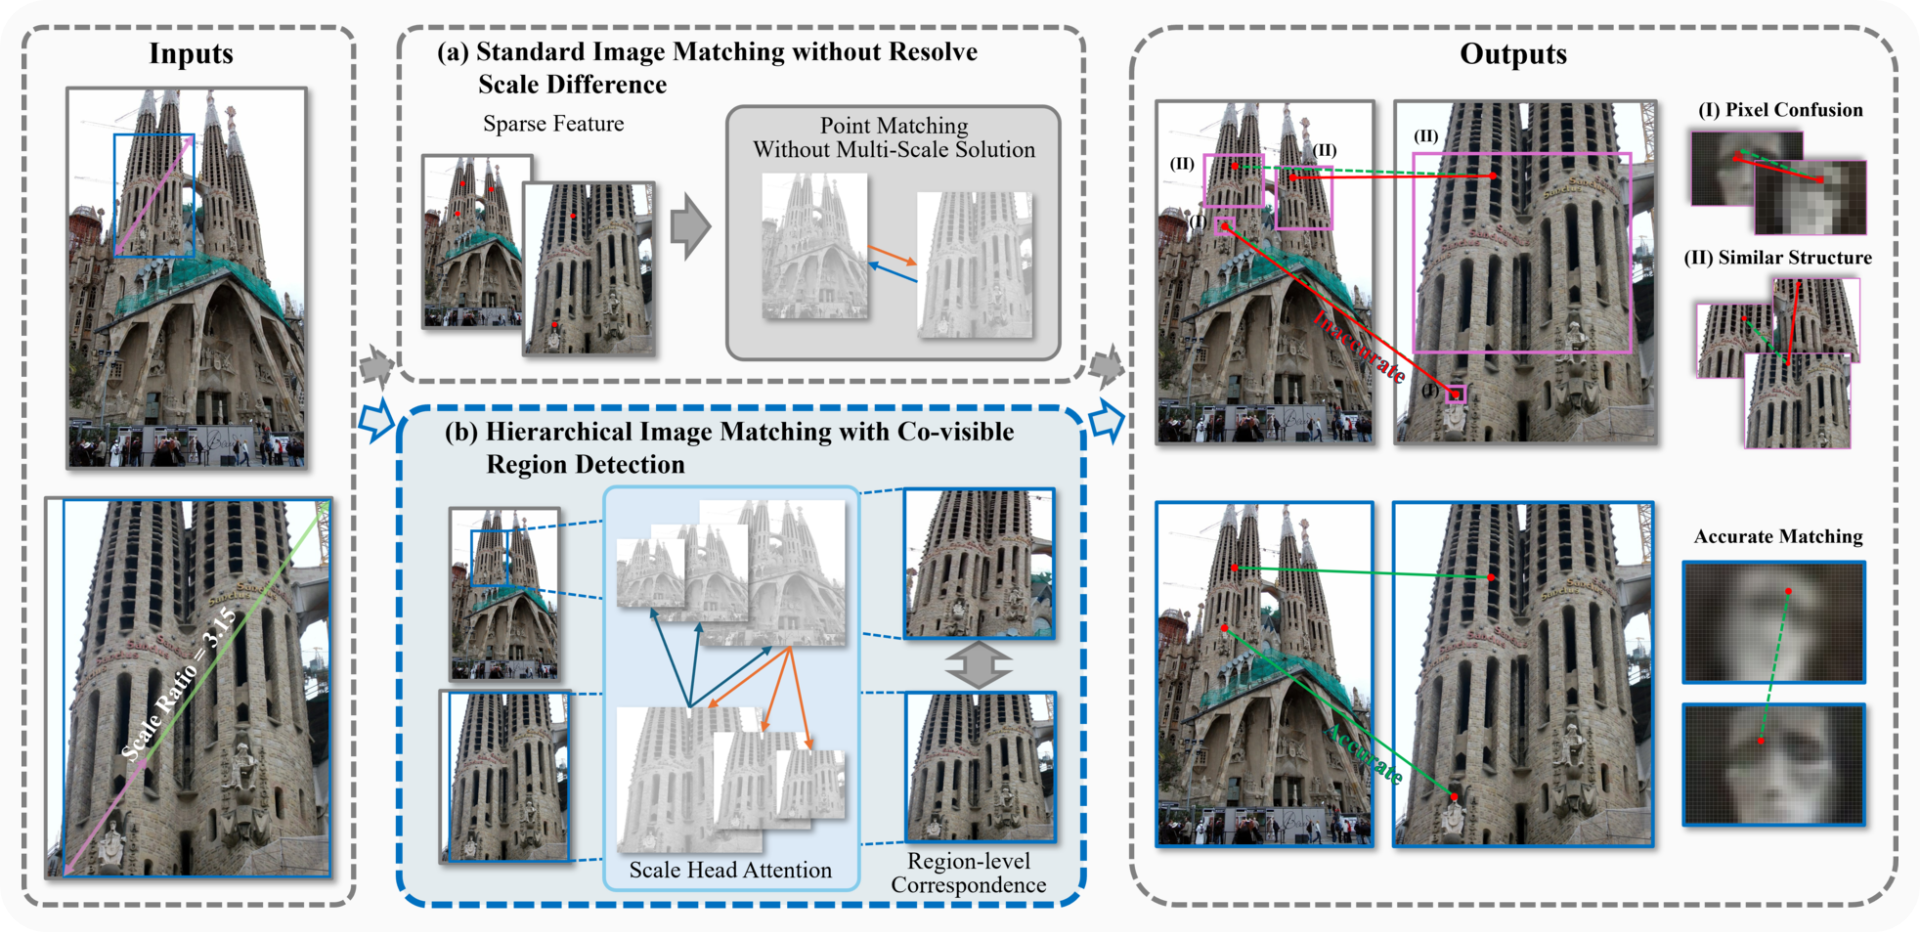 Inputs
Scale Ratio = 3.15
(a) Standard Image Matching without Resolve
Scale Difference
Sparse Feature
Point Matching
Without Multi-Scale Solution
(b) Hierarchical Image Matching with Co-visible
Region Detection
Scale Head Attention
Region-level
Correspondence
Outputs
(II)
(II)
(II)
(I)
(I)
Inaccurate
(I) Pixel Confusion
(II) Similar Structure
Accurate
Accurate Matching